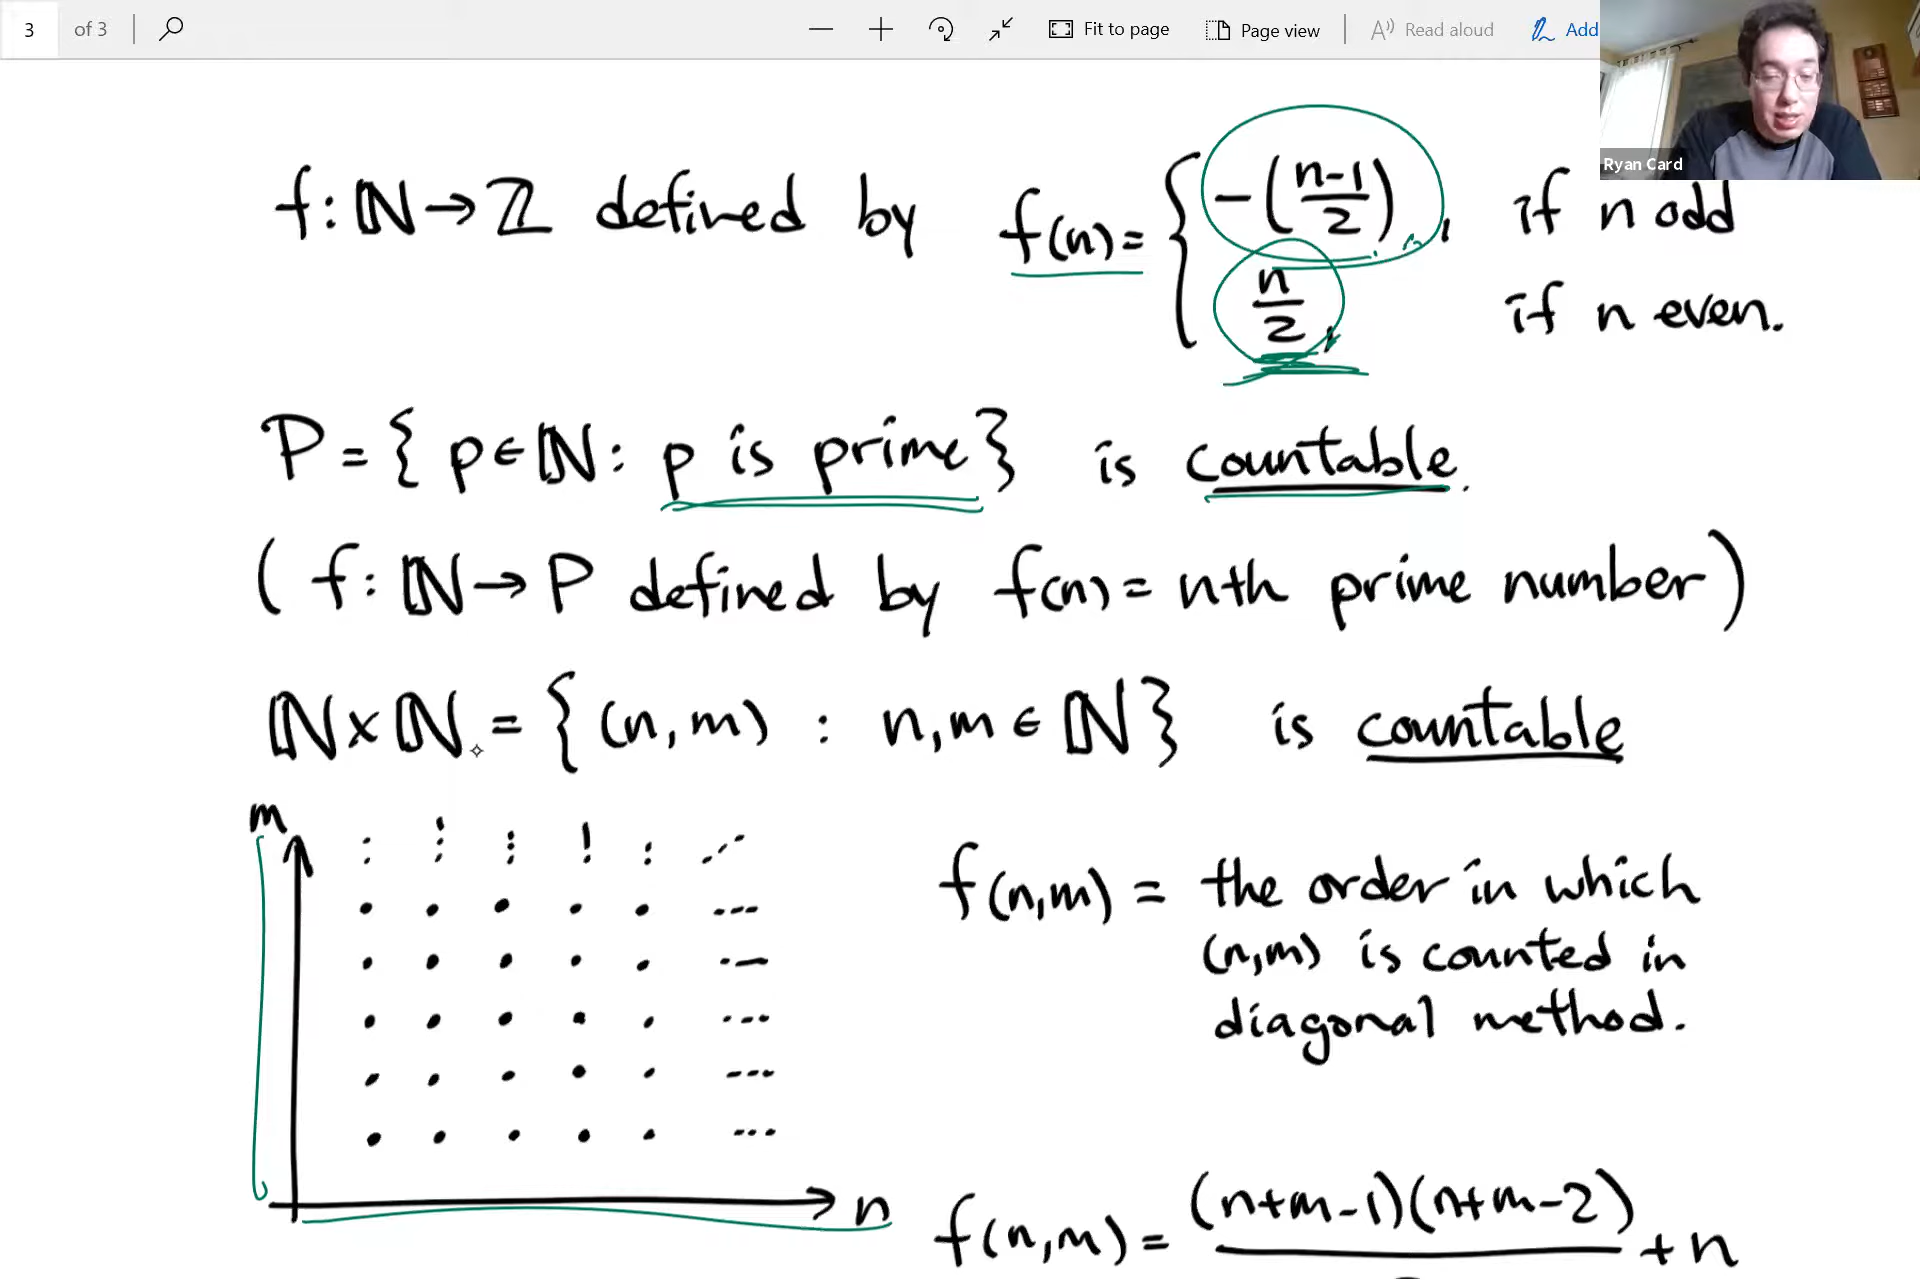 3 of 3 Fit to page Page view Read aloud Add
Ryan Card
f: ℕ → ℤ defined by f(n) = { -((n-1)/2), if n odd
n/2, if n even.
P = { p ∈ ℕ : p is prime } is countable.
( f: ℕ → P defined by f(n) = nth prime number )
ℕ x ℕ = { (n,m) : n,m ∈ ℕ } is countable
m
f(n,m) = the order in which
(n,m) is counted in
diagonal method.
n
f(n,m) = (n+m-1)(n+m-2) + n